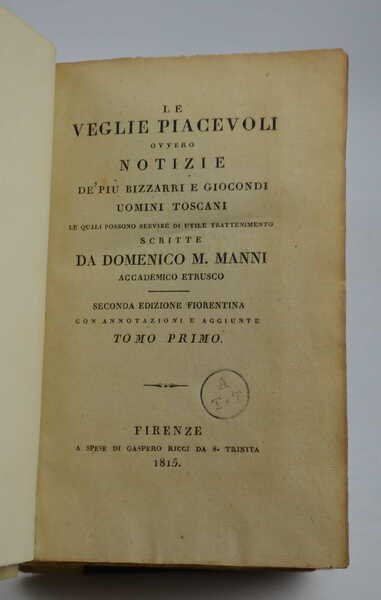 LE
VEGLIE PIACEVOLI
OVVERO
NOTIZIE
DE' PIÙ BIZZARRI E GIOCONDI
UOMINI TOSCANI
LE QUALI POSSONO SERVIRE DI UTILE TRATTENIMENTO
SCRITTE
DA DOMENICO M. MANNI
ACCADEMICO ETRUSCO
SECONDA EDIZIONE FIORENTINA
CON ANNOTAZIONI E AGGIUNTE
TOMO PRIMO.
A
T·T
FIRENZE
A SPESE DI GASPERO RICCI DA S. TRINITA
1815.